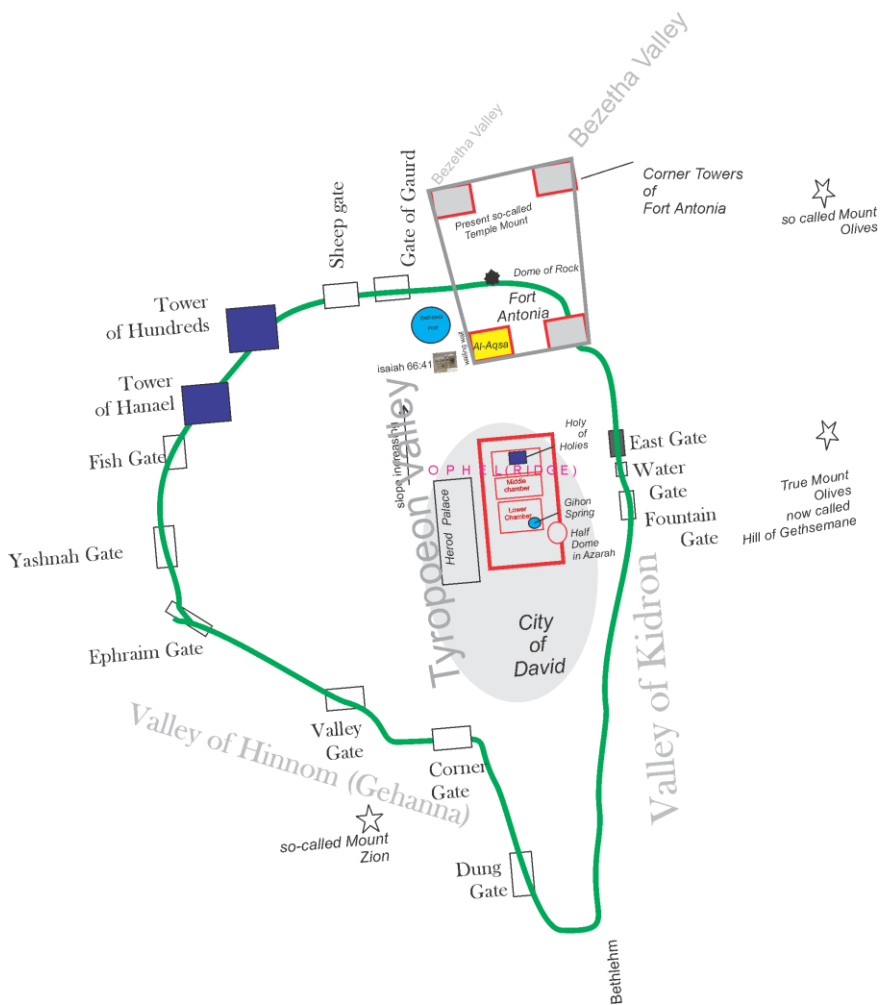 Bezetha Valley
Bezetha Valley
Corner Towers
of
Fort Antonia
so called Mount
Olives
Present so-called
Temple Mount
Gate of Gaurd
Sheep gate
Dome of Rock
Fort
Antonia
Tower
of Hundreds
Al-Aqsa
isaiah 66:41
Tower
of Hanael
Fish Gate
slope increasing
Tyropoeon Valley
Holy
of
Holies
OPHEL(RIDGE)
Middle
chamber
Lower
Chamber
Gihon
Spring
Half
Dome
in Azarah
Herod Palace
East Gate
Water
Gate
Fountain
Gate
True Mount
Olives
now called
Hill of Gethsemane
Yashnah Gate
Ephraim Gate
City
of
David
Valley of Kidron
Valley
Gate
Valley of Hinnom (Gehanna)
Corner
Gate
so-called Mount
Zion
Dung
Gate
Bethlehm